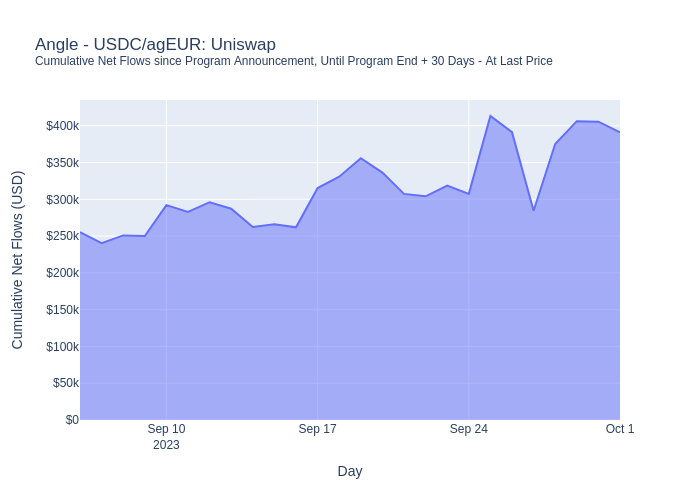 Angle - USDC/agEUR: Uniswap
Cumulative Net Flows since Program Announcement, Until Program End + 30 Days - At Last Price
Cumulative Net Flows (USD)
$400k
$350k
$300k
$250k
$200k
$150k
$100k
$50k
$0
Sep 10
2023
Sep 17
Sep 24
Oct 1
Day